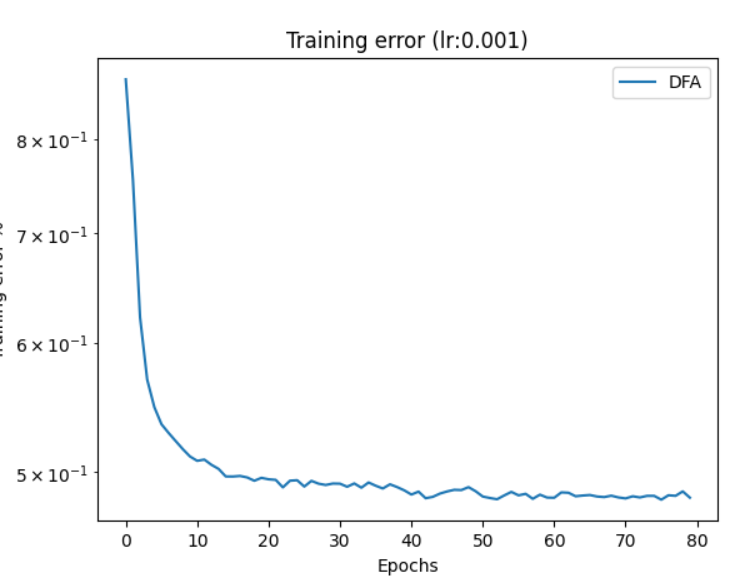 Training error (lr:0.001)
DFA
8 × 10⁻¹
7 × 10⁻¹
6 × 10⁻¹
5 × 10⁻¹
0 10 20 30 40 50 60 70 80
Epochs